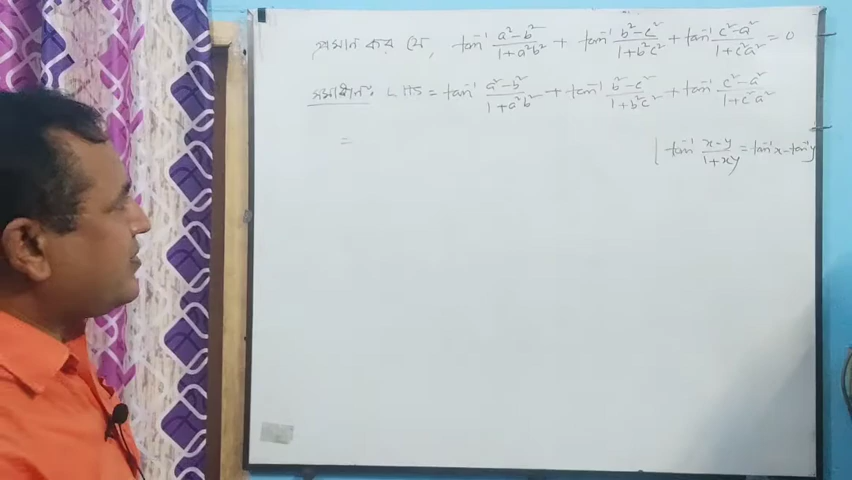 প্রমান কর যে, tan⁻¹ (a²-b²)/(1+a²b²) + tan⁻¹ (b²-c²)/(1+b²c²) + tan⁻¹ (c²-a²)/(1+c²a²) = 0
সমাধান: LHS = tan⁻¹ (a²-b²)/(1+a²b²) + tan⁻¹ (b²-c²)/(1+b²c²) + tan⁻¹ (c²-a²)/(1+c²a²)
=
| tan⁻¹ (x-y)/(1+xy) = tan⁻¹x - tan⁻¹y